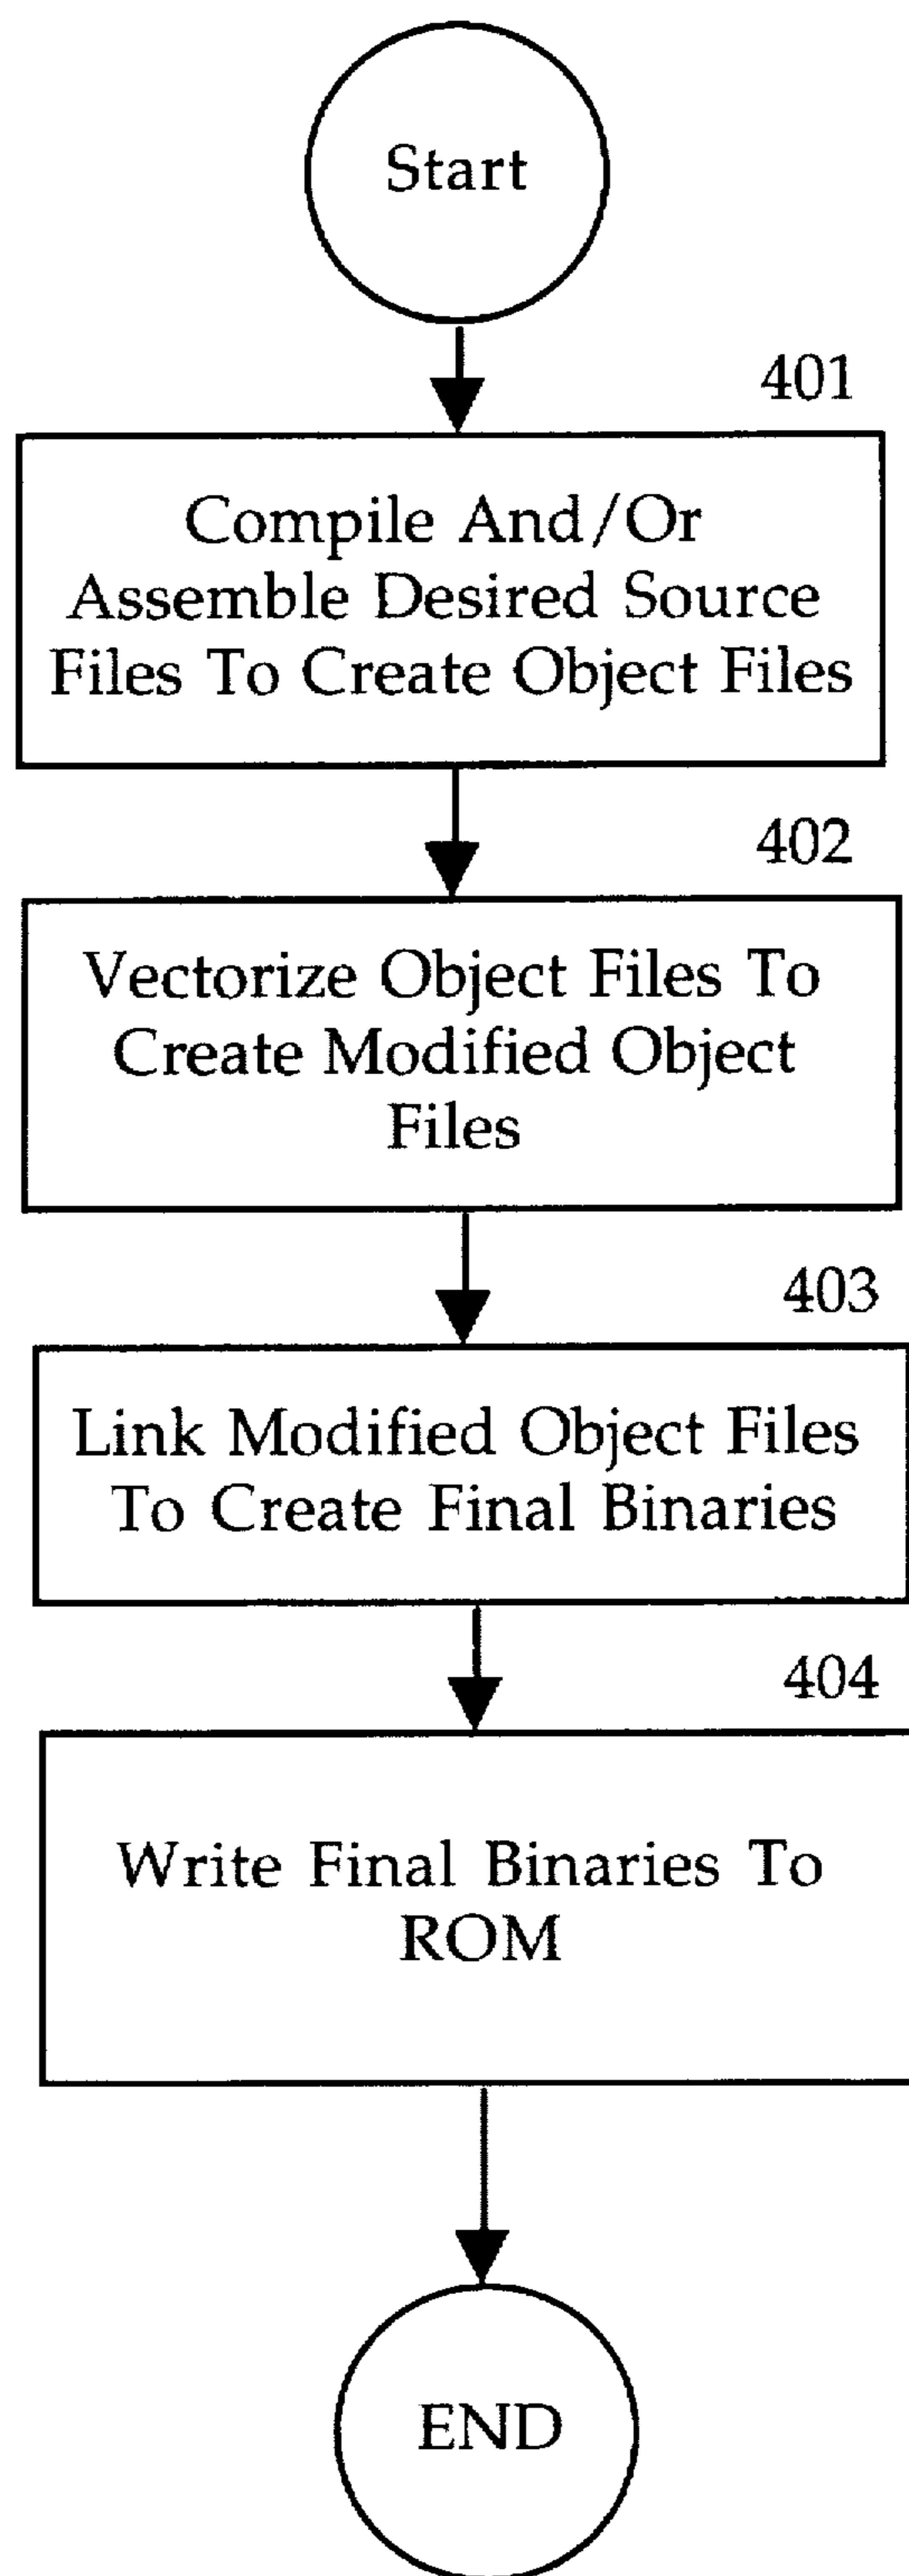 Start
401
Compile And/Or
Assemble Desired Source
Files To Create Object Files
402
Vectorize Object Files To
Create Modified Object
Files
403
Link Modified Object Files
To Create Final Binaries
404
Write Final Binaries To
ROM
END